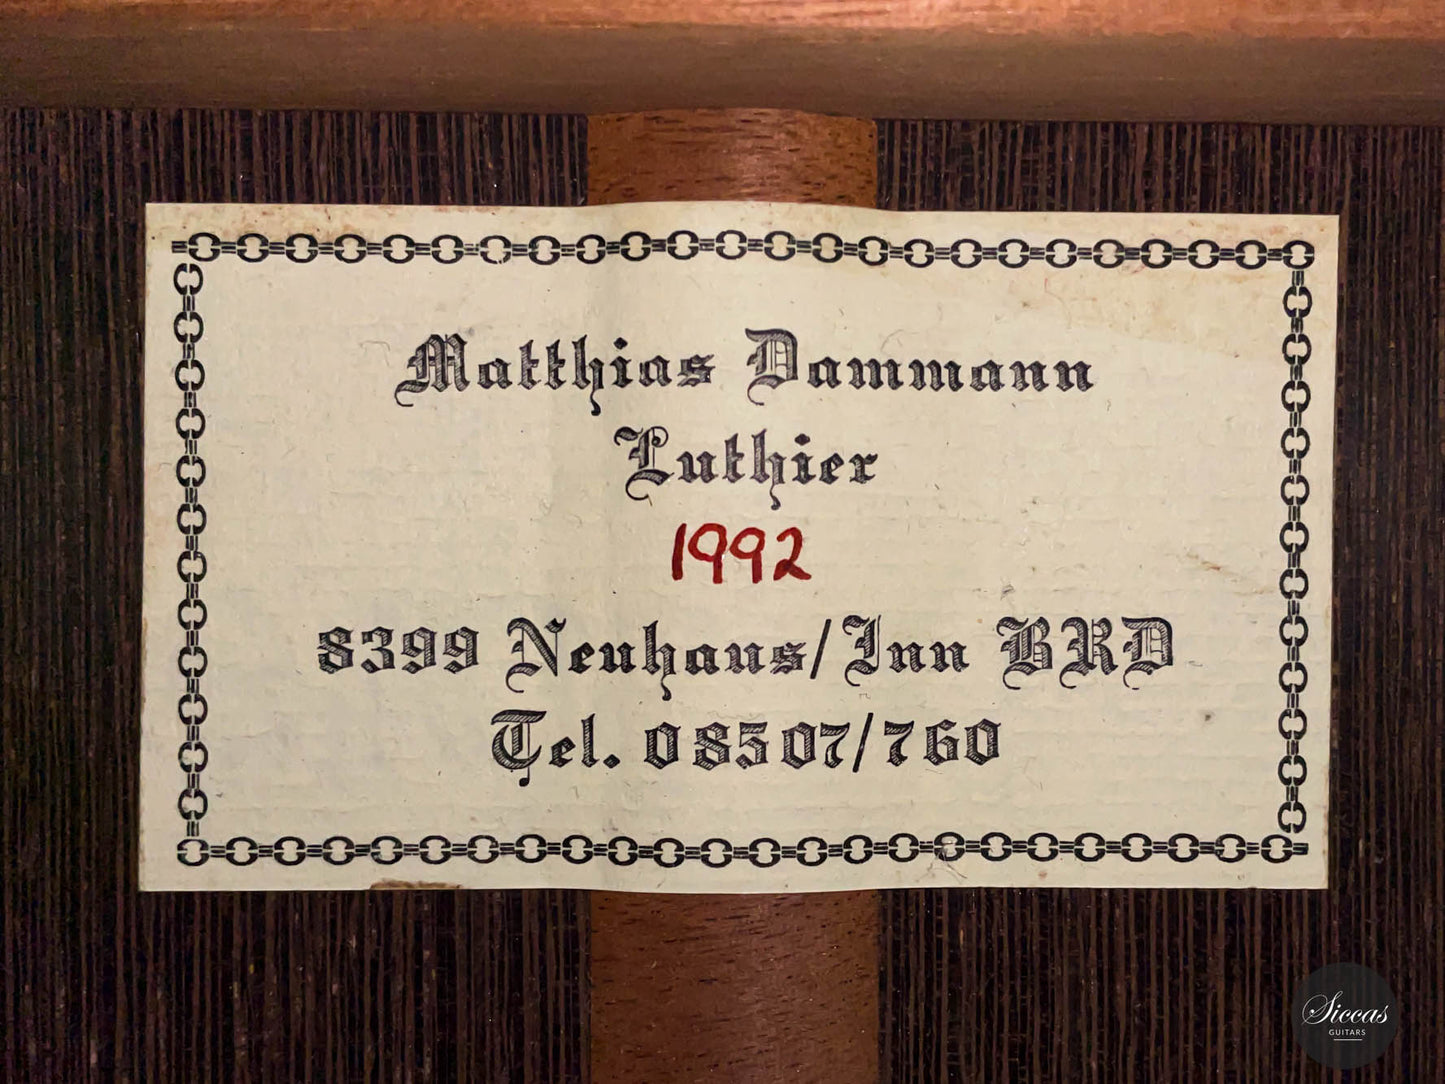 Matthias Dammann
Luthier
1992
8399 Neuhaus/Inn BRD
Tel. 08507/760
Siccas
GUITARS